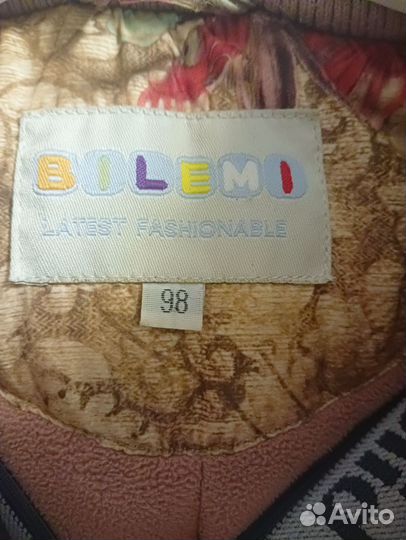 BILEMI
LATEST FASHIONABLE
98
Avito